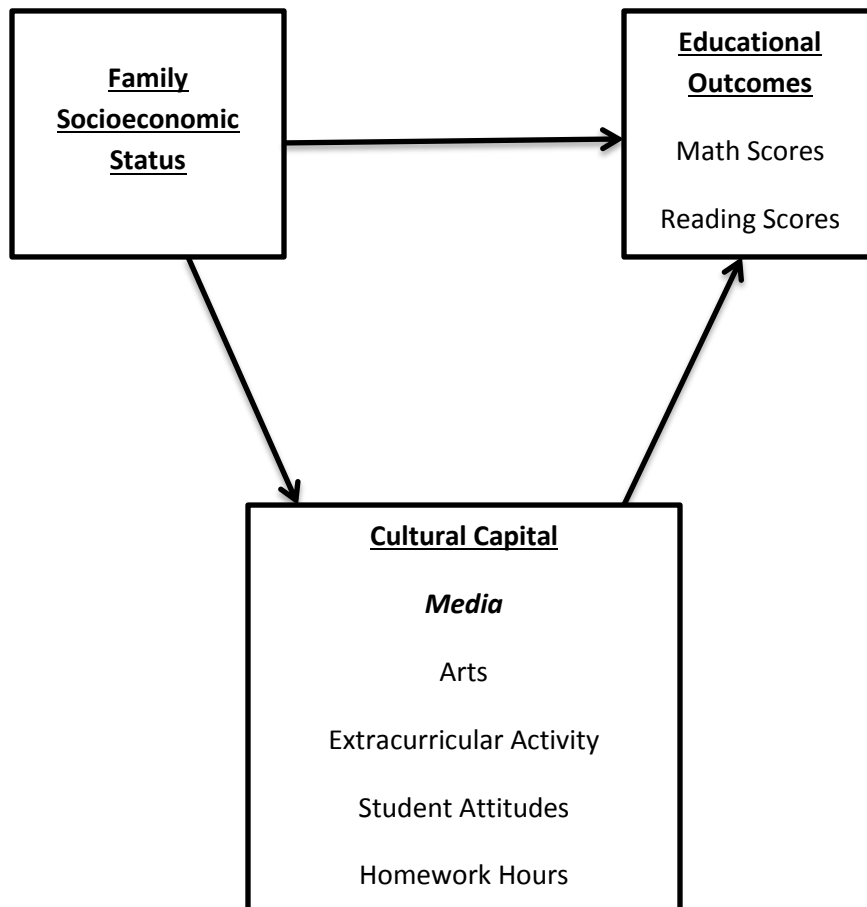 Family
Socioeconomic
Status
Educational
Outcomes
Math Scores
Reading Scores
Cultural Capital
Media
Arts
Extracurricular Activity
Student Attitudes
Homework Hours